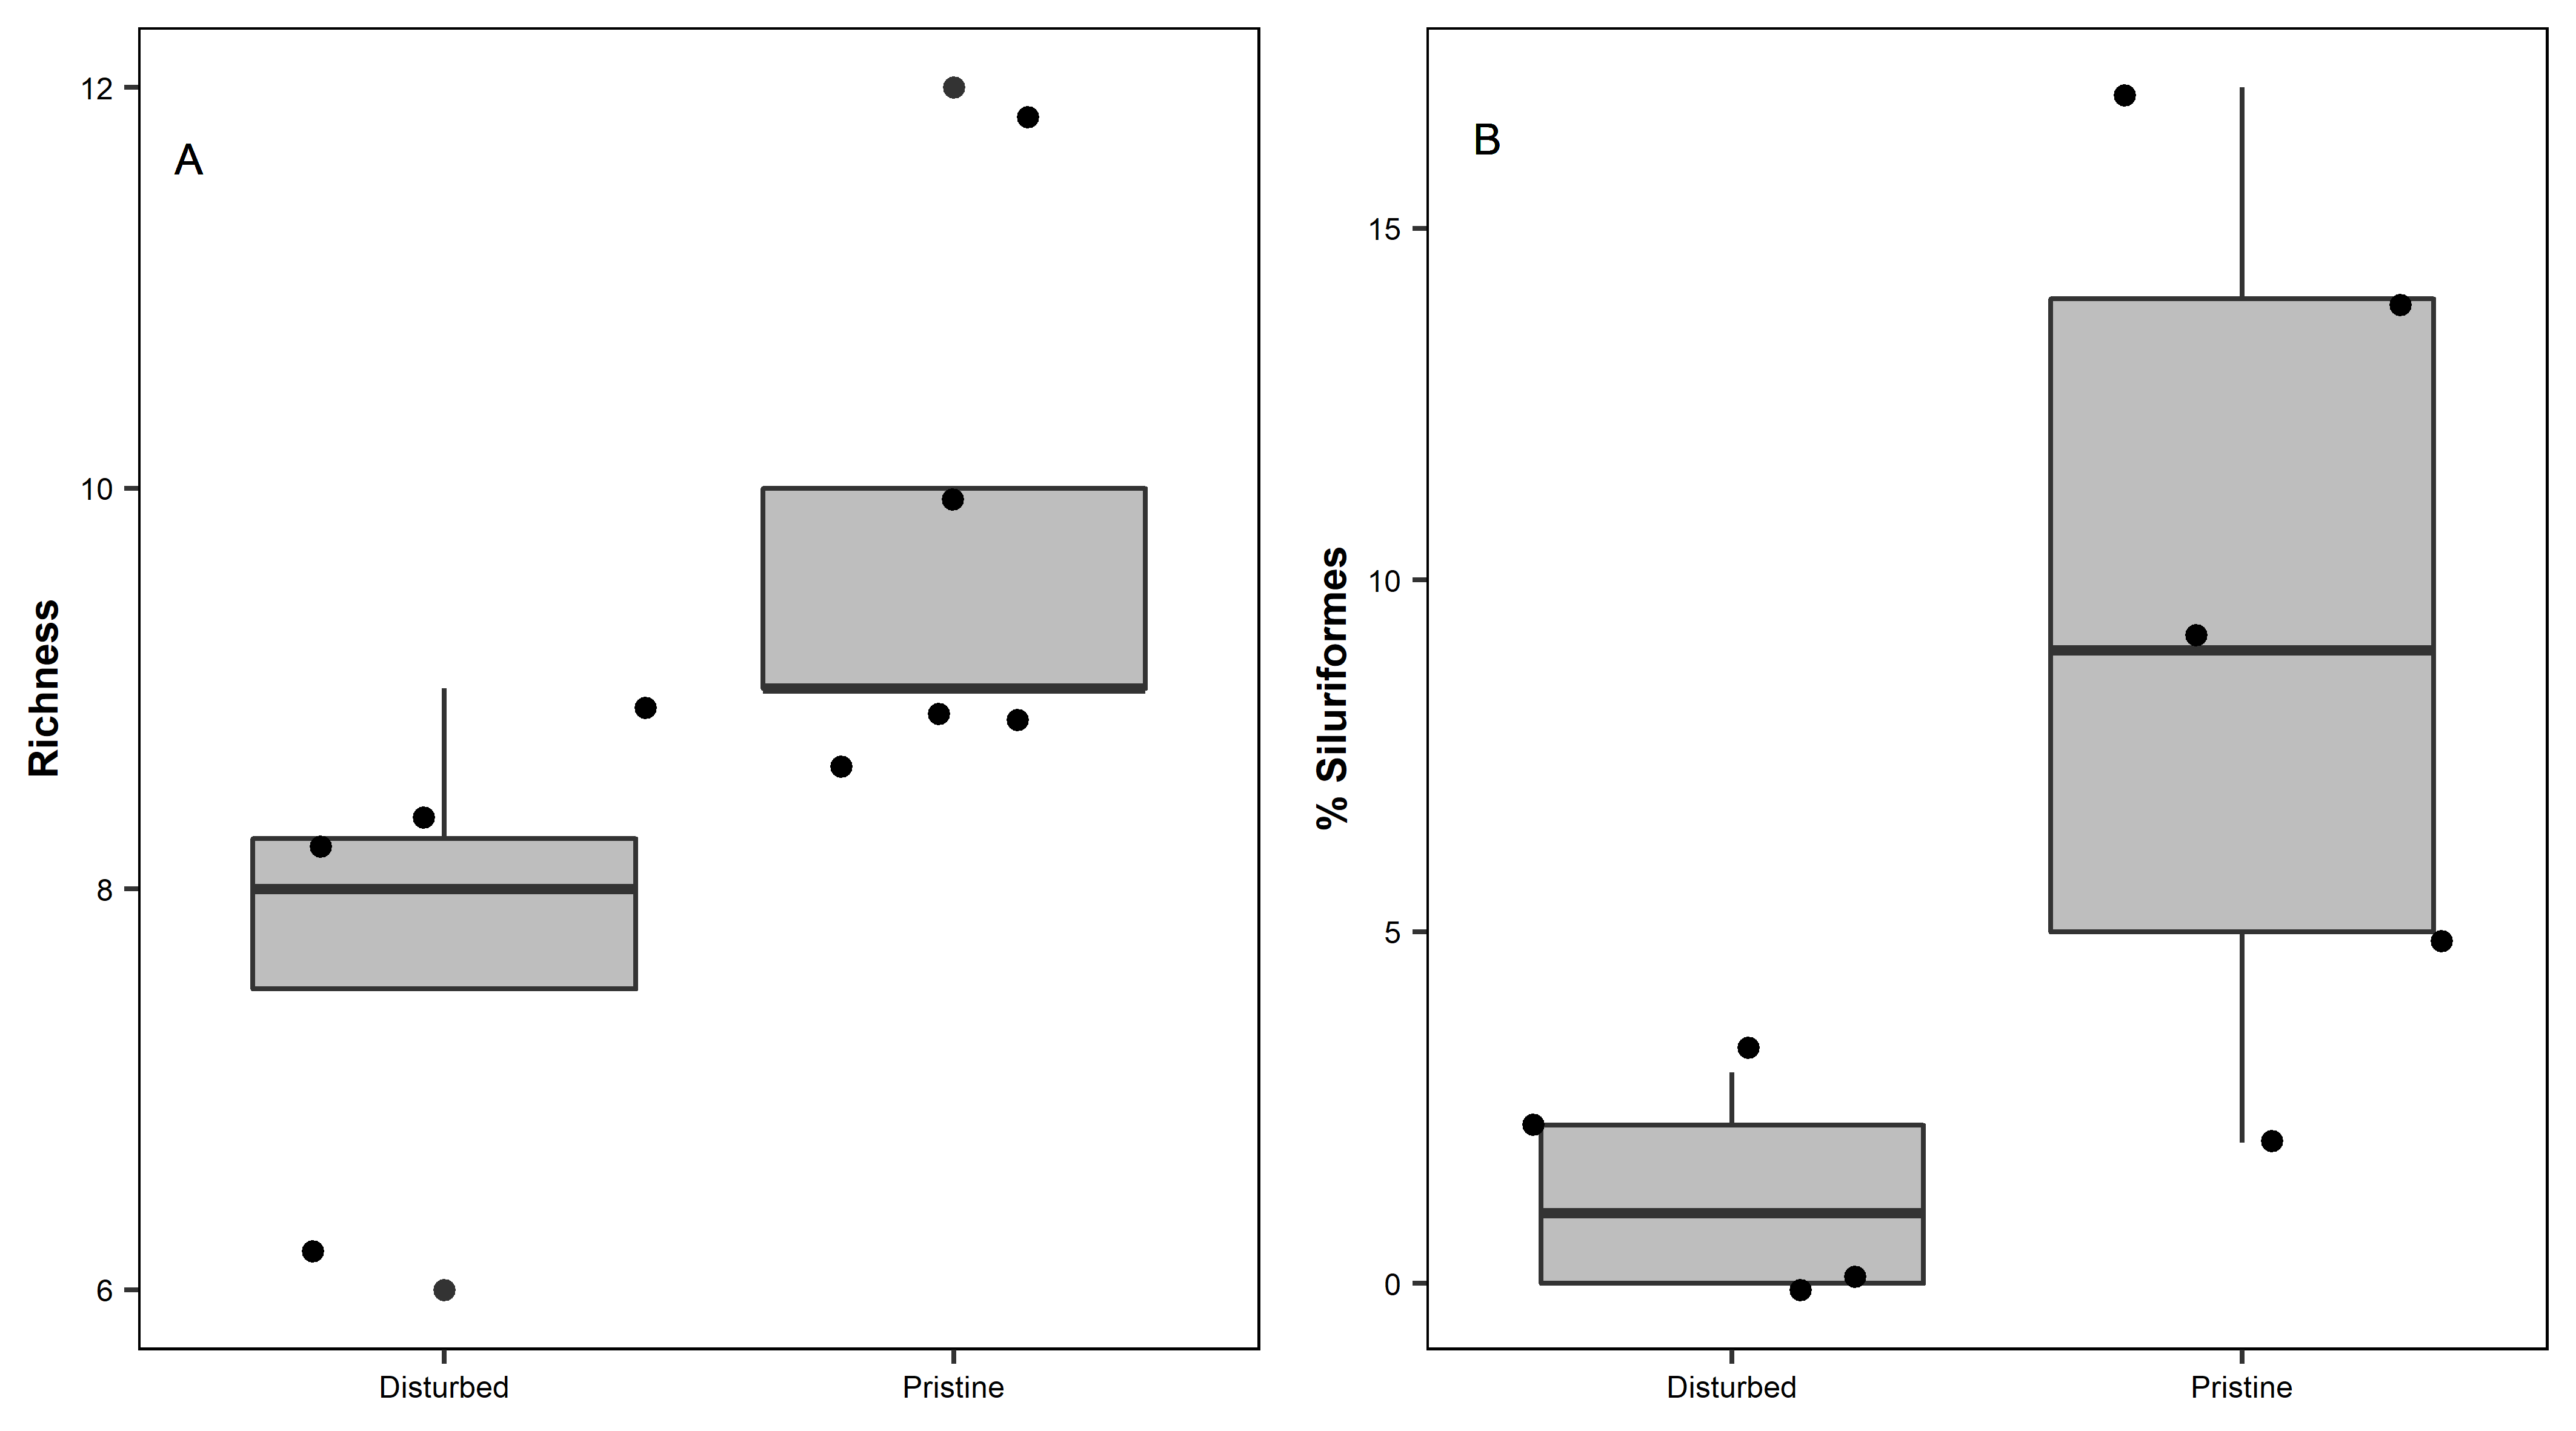 A
Richness
12
10
8
6
Disturbed Pristine
B
% Siluriformes
15
10
5
0
Disturbed Pristine